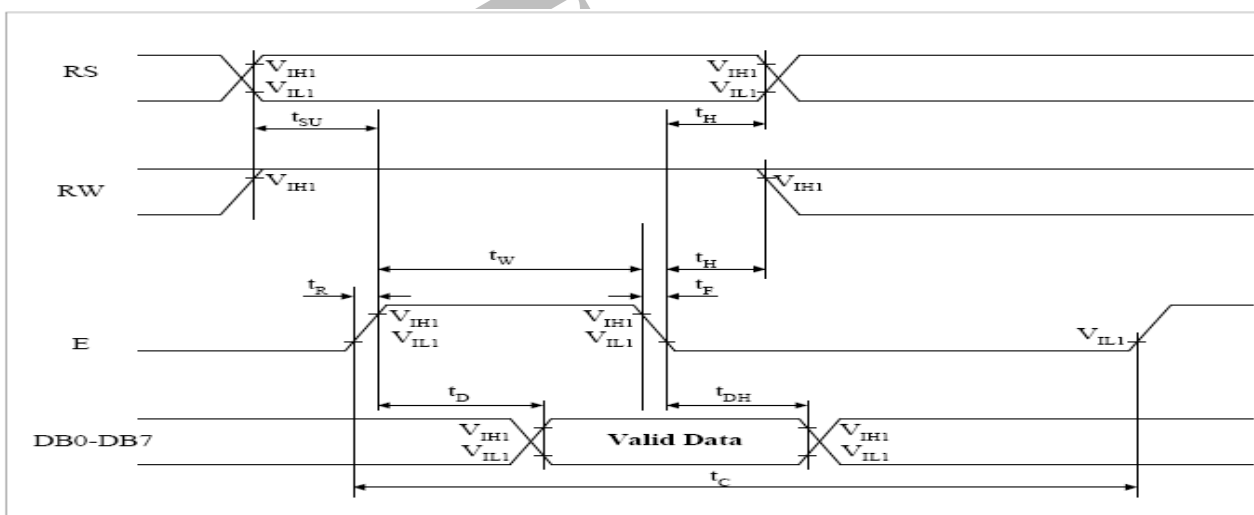 RS
V_IH1
V_IL1
V_IH1
V_IL1
t_SU
t_H
RW
V_IH1
V_IH1
t_W
t_H
t_R
t_F
E
V_IH1
V_IL1
V_IH1
V_IL1
V_IL1
t_D
t_DH
DB0-DB7
V_IH1
V_IL1
Valid Data
V_IH1
V_IL1
t_C